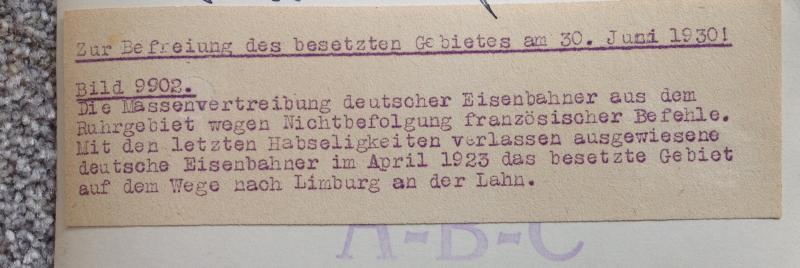 Zur Befreiung des besetzten Gebietes am 30. Juni 1930!
Bild 9902.
Die Massenvertreibung deutscher Eisenbahner aus dem
Ruhrgebiet wegen Nichtbefolgung französischer Befehle.
Mit den letzten Habseligkeiten verlassen ausgewiesene
deutsche Eisenbahner im April 1923 das besetzte Gebiet
auf dem Wege nach Limburg an der Lahn.
A-B-C